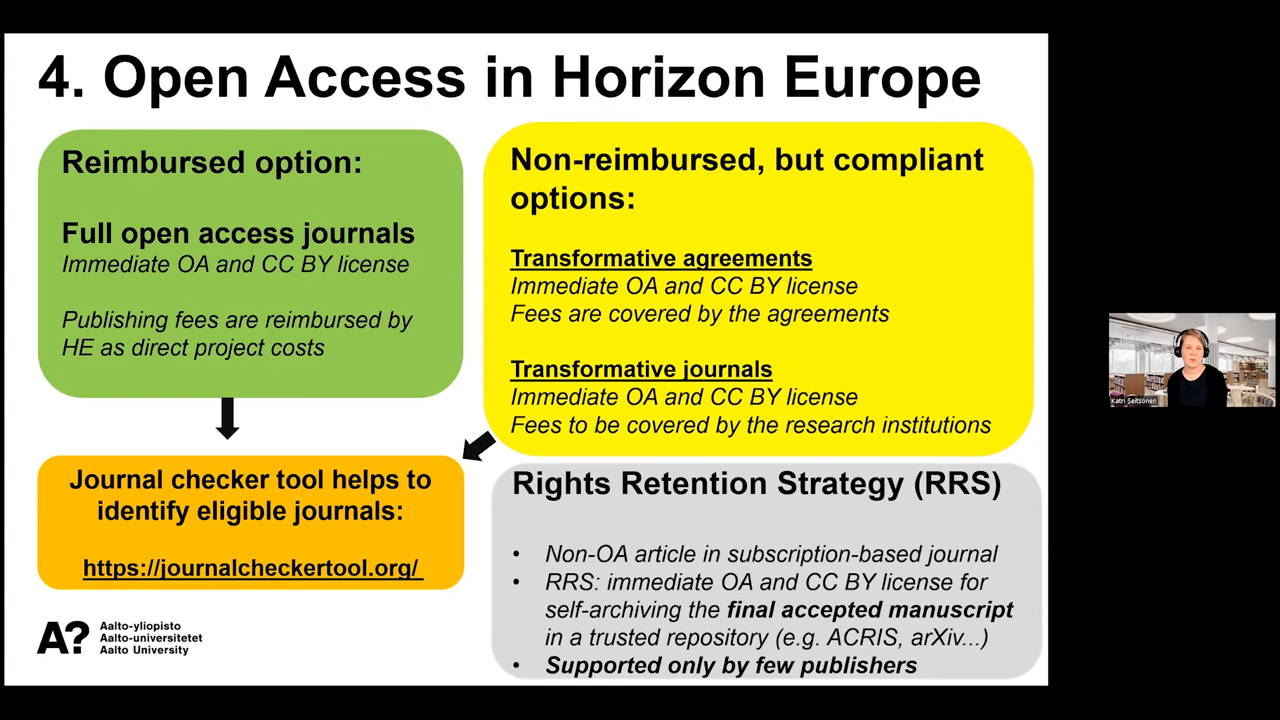 4. Open Access in Horizon Europe
Reimbursed option:
Full open access journals
Immediate OA and CC BY license
Publishing fees are reimbursed by
HE as direct project costs
Non-reimbursed, but compliant
options:
Transformative agreements
Immediate OA and CC BY license
Fees are covered by the agreements
Transformative journals
Immediate OA and CC BY license
Fees to be covered by the research institutions
Journal checker tool helps to
identify eligible journals:
https://journalcheckertool.org/
Rights Retention Strategy (RRS)
• Non-OA article in subscription-based journal
• RRS: immediate OA and CC BY license for
self-archiving the final accepted manuscript
in a trusted repository (e.g. ACRIS, arXiv...)
• Supported only by few publishers
A?
Aalto-yliopisto
Aalto-universitetet
Aalto University
Katri Seitsonen